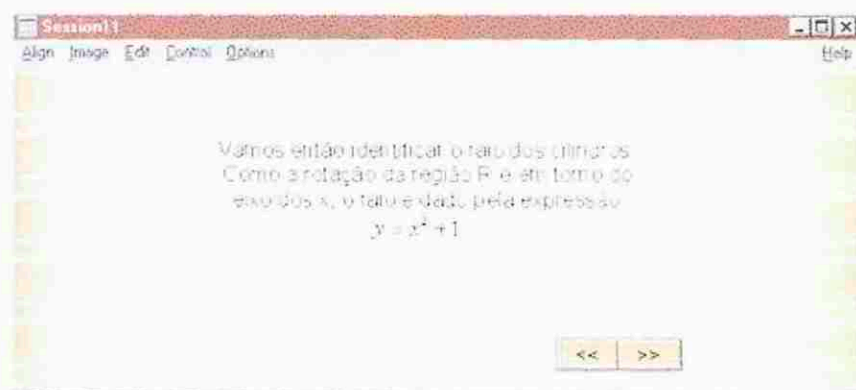 Session11
Align Image Edit Control Options Help
Vamos então identificar o raio dos cilindros
Como a rotação da região R é em torno do
eixo dos x, o raio é dado pela expressão
y = x² + 1
<< >>